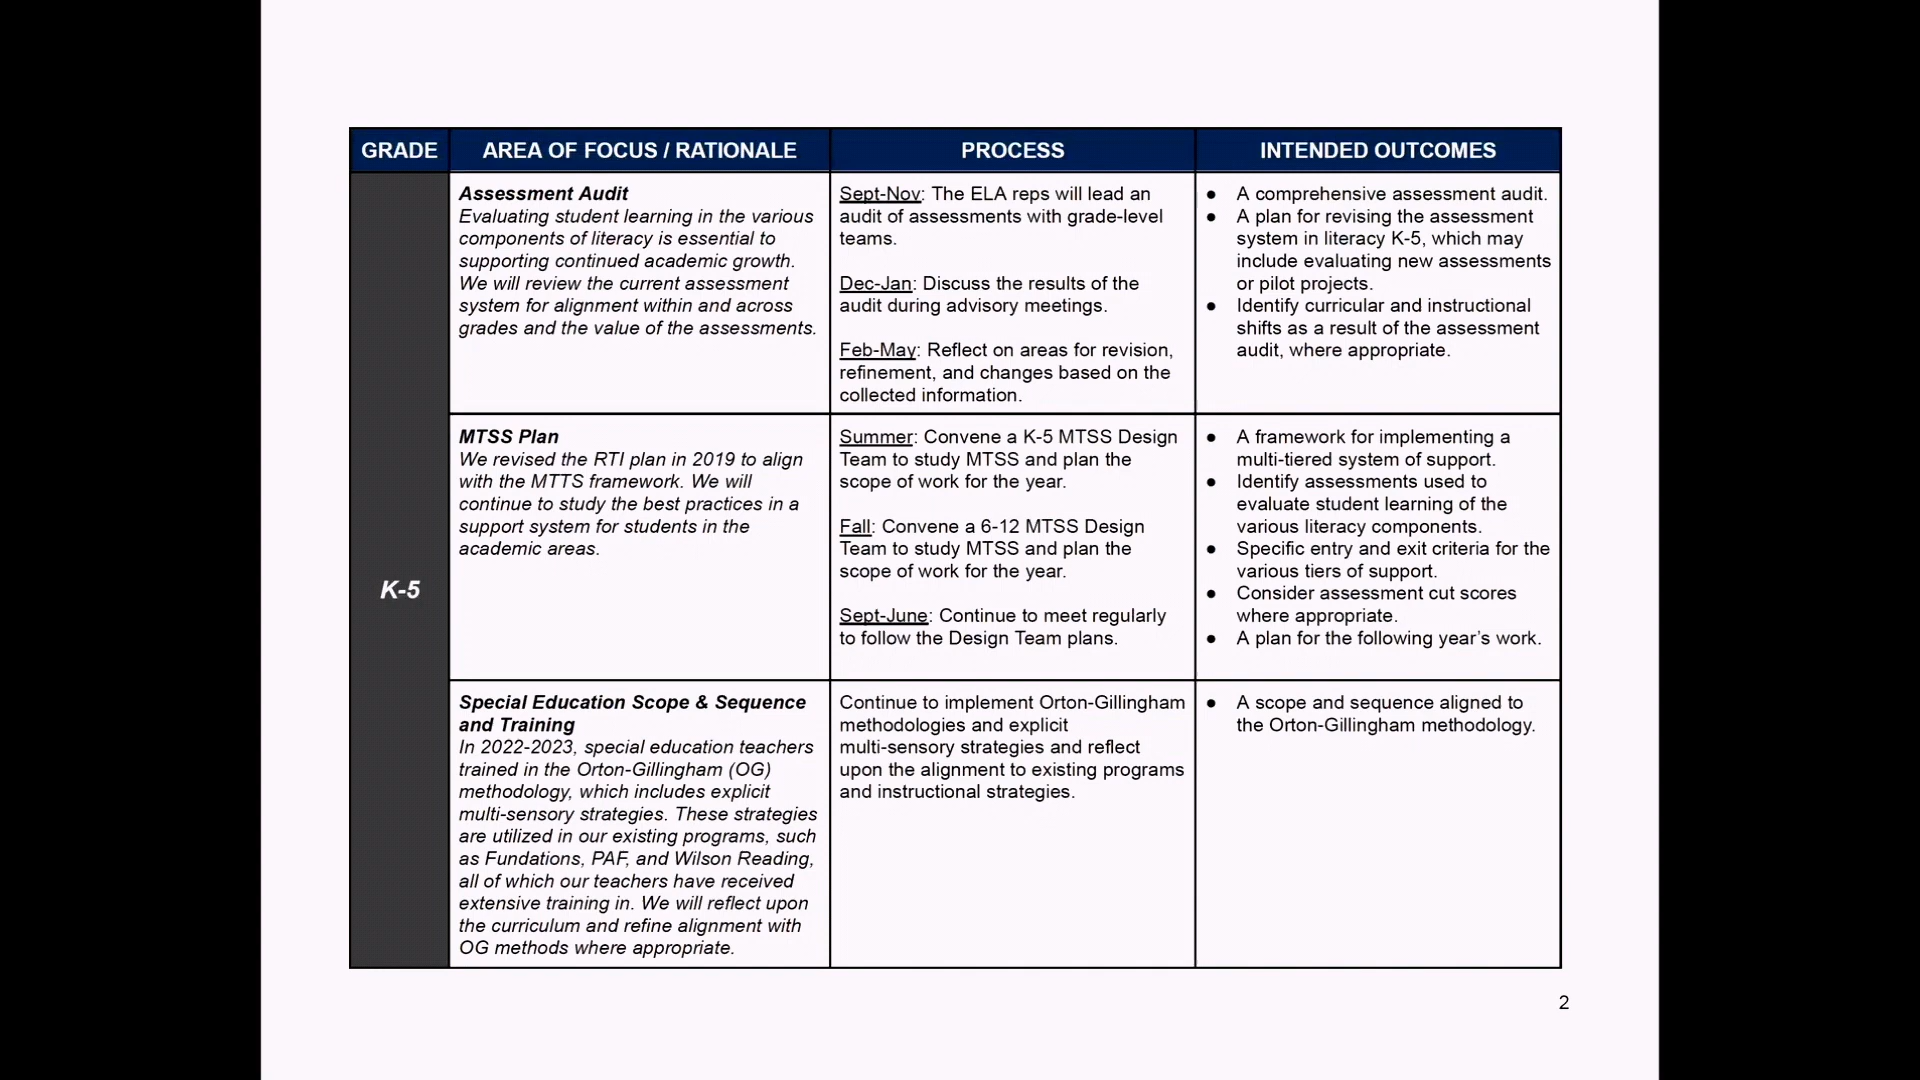 GRADE
AREA OF FOCUS / RATIONALE
PROCESS
INTENDED OUTCOMES
K-5
Assessment Audit
Evaluating student learning in the various
components of literacy is essential to
supporting continued academic growth.
We will review the current assessment
system for alignment within and across
grades and the value of the assessments.
Sept-Nov: The ELA reps will lead an
audit of assessments with grade-level
teams.
Dec-Jan: Discuss the results of the
audit during advisory meetings.
Feb-May: Reflect on areas for revision,
refinement, and changes based on the
collected information.
● A comprehensive assessment audit.
● A plan for revising the assessment
system in literacy K-5, which may
include evaluating new assessments
or pilot projects.
● Identify curricular and instructional
shifts as a result of the assessment
audit, where appropriate.
MTSS Plan
We revised the RTI plan in 2019 to align
with the MTTS framework. We will
continue to study the best practices in a
support system for students in the
academic areas.
Summer: Convene a K-5 MTSS Design
Team to study MTSS and plan the
scope of work for the year.
Fall: Convene a 6-12 MTSS Design
Team to study MTSS and plan the
scope of work for the year.
Sept-June: Continue to meet regularly
to follow the Design Team plans.
● A framework for implementing a
multi-tiered system of support.
● Identify assessments used to
evaluate student learning of the
various literacy components.
● Specific entry and exit criteria for the
various tiers of support.
● Consider assessment cut scores
where appropriate.
● A plan for the following year’s work.
Special Education Scope & Sequence
and Training
In 2022-2023, special education teachers
trained in the Orton-Gillingham (OG)
methodology, which includes explicit
multi-sensory strategies. These strategies
are utilized in our existing programs, such
as Fundations, PAF, and Wilson Reading,
all of which our teachers have received
extensive training in. We will reflect upon
the curriculum and refine alignment with
OG methods where appropriate.
Continue to implement Orton-Gillingham
methodologies and explicit
multi-sensory strategies and reflect
upon the alignment to existing programs
and instructional strategies.
● A scope and sequence aligned to
the Orton-Gillingham methodology.
2